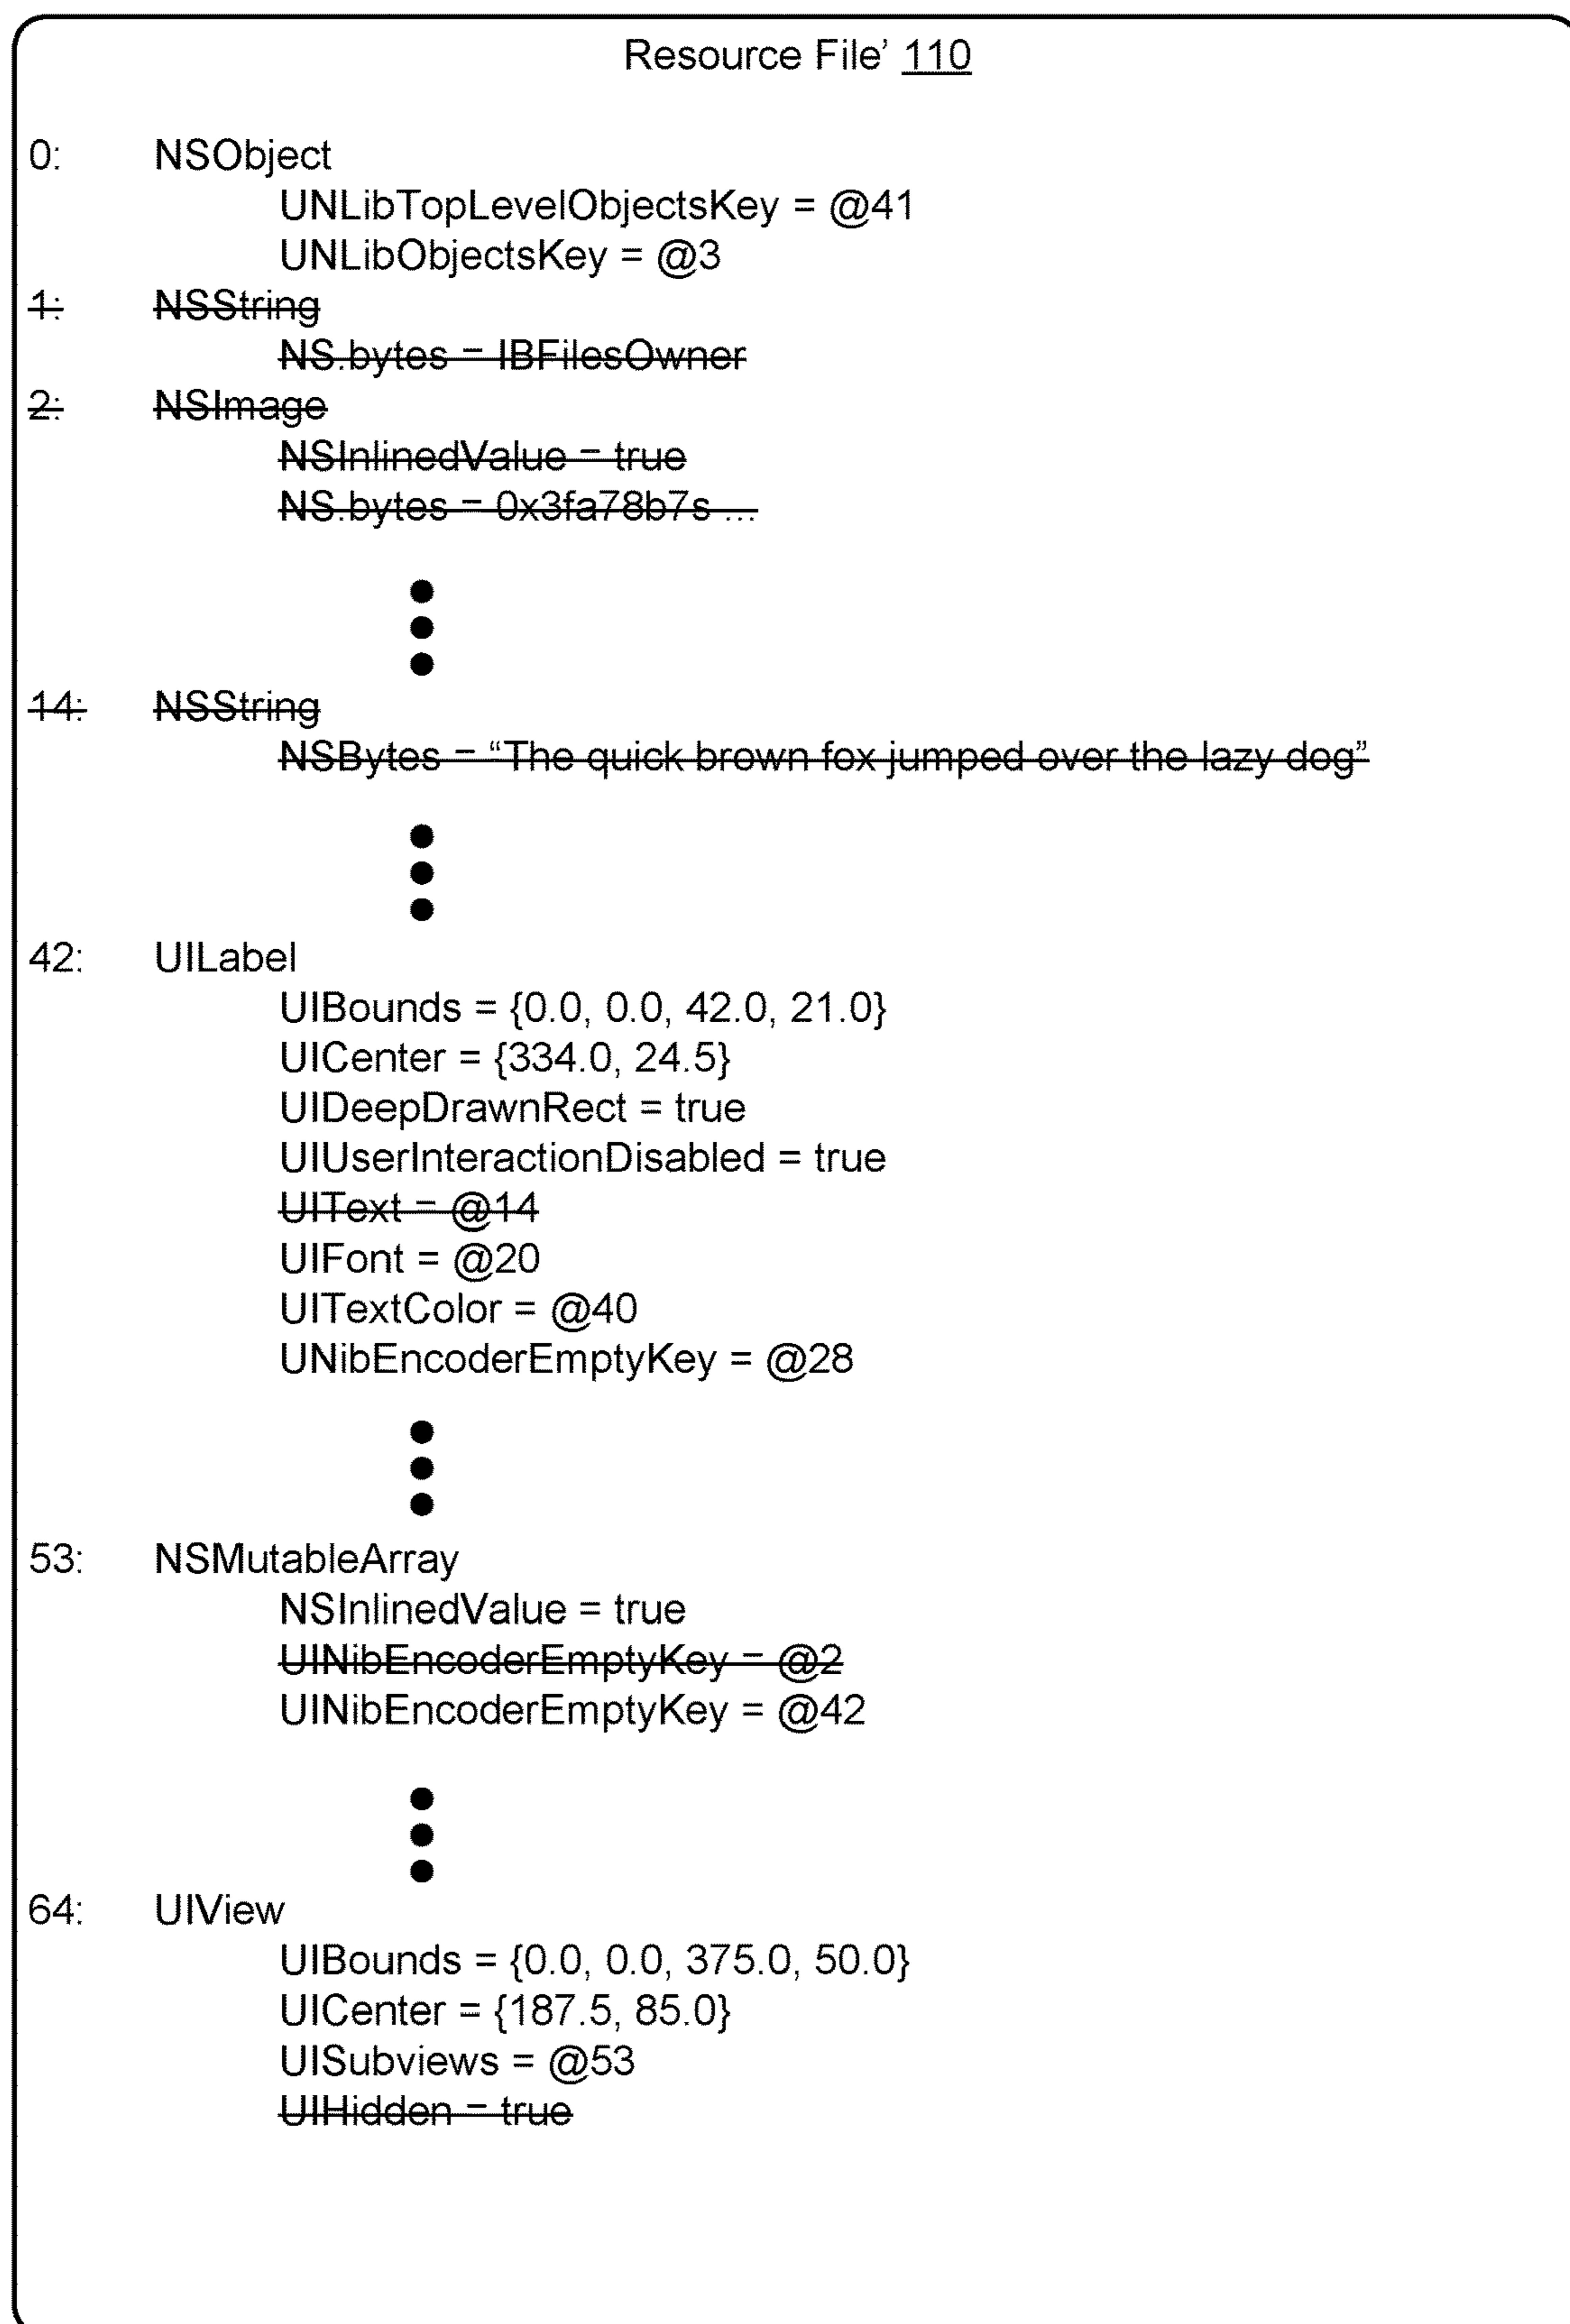 Resource File’ 110
0: NSObject
UNLibTopLevelObjectsKey = @41
UNLibObjectsKey = @3
1: NSString
NS.bytes = IBFilesOwner
2: NSImage
NSInlinedValue = true
NS.bytes = 0x3fa78b7s ...
14: NSString
NSBytes = “The quick brown fox jumped over the lazy dog”
42: UILabel
UIBounds = {0.0, 0.0, 42.0, 21.0}
UICenter = {334.0, 24.5}
UIDeepDrawnRect = true
UIUserInteractionDisabled = true
UIText = @14
UIFont = @20
UITextColor = @40
UNibEncoderEmptyKey = @28
53: NSMutableArray
NSInlinedValue = true
UINibEncoderEmptyKey = @2
UINibEncoderEmptyKey = @42
64: UIView
UIBounds = {0.0, 0.0, 375.0, 50.0}
UICenter = {187.5, 85.0}
UISubviews = @53
UIHidden = true